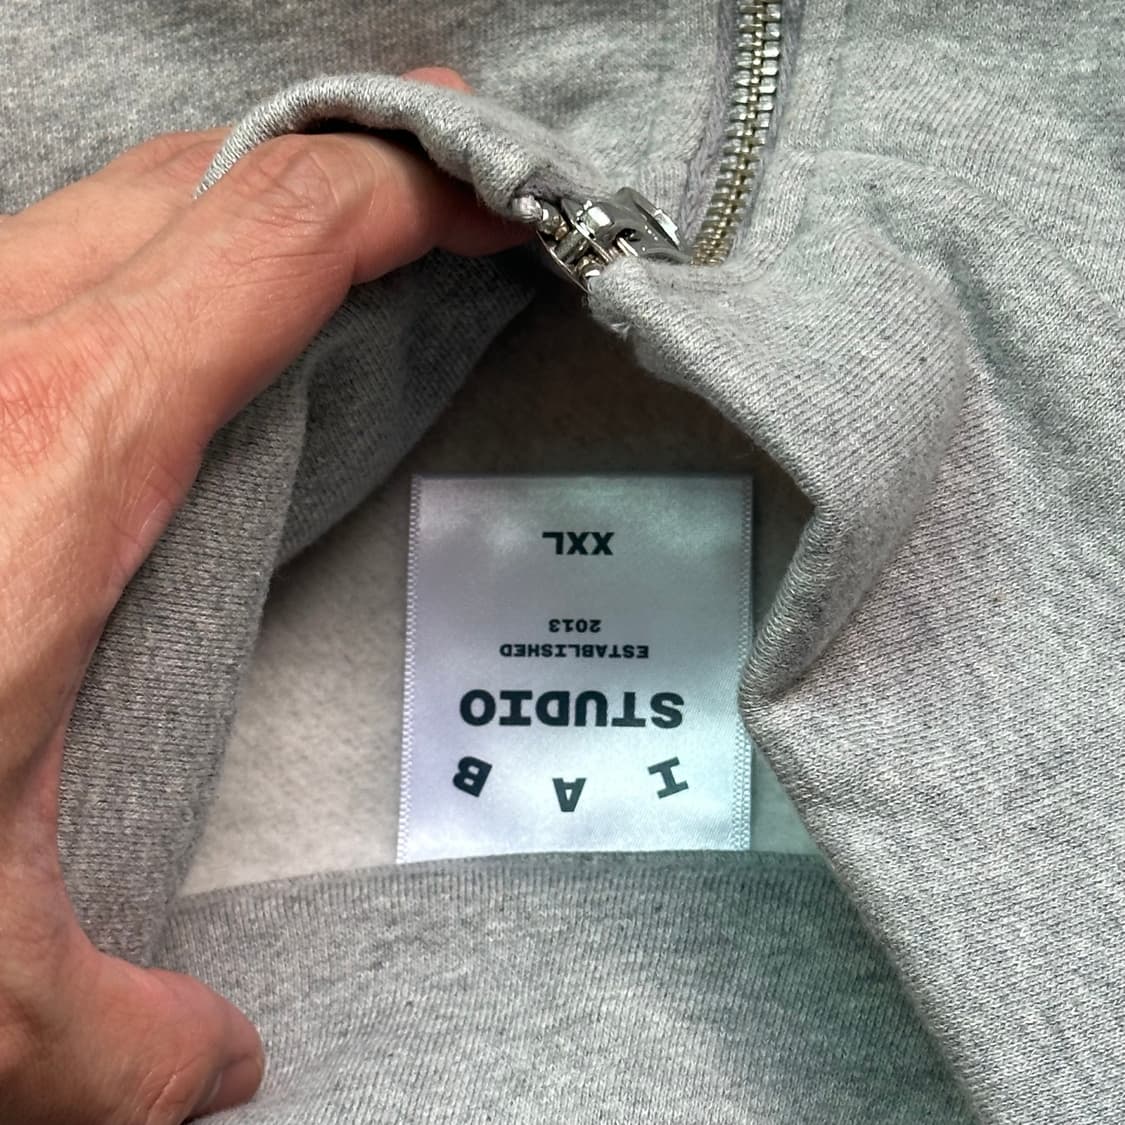 I A B
STUDIO
ESTABLISHED
2013
XXL